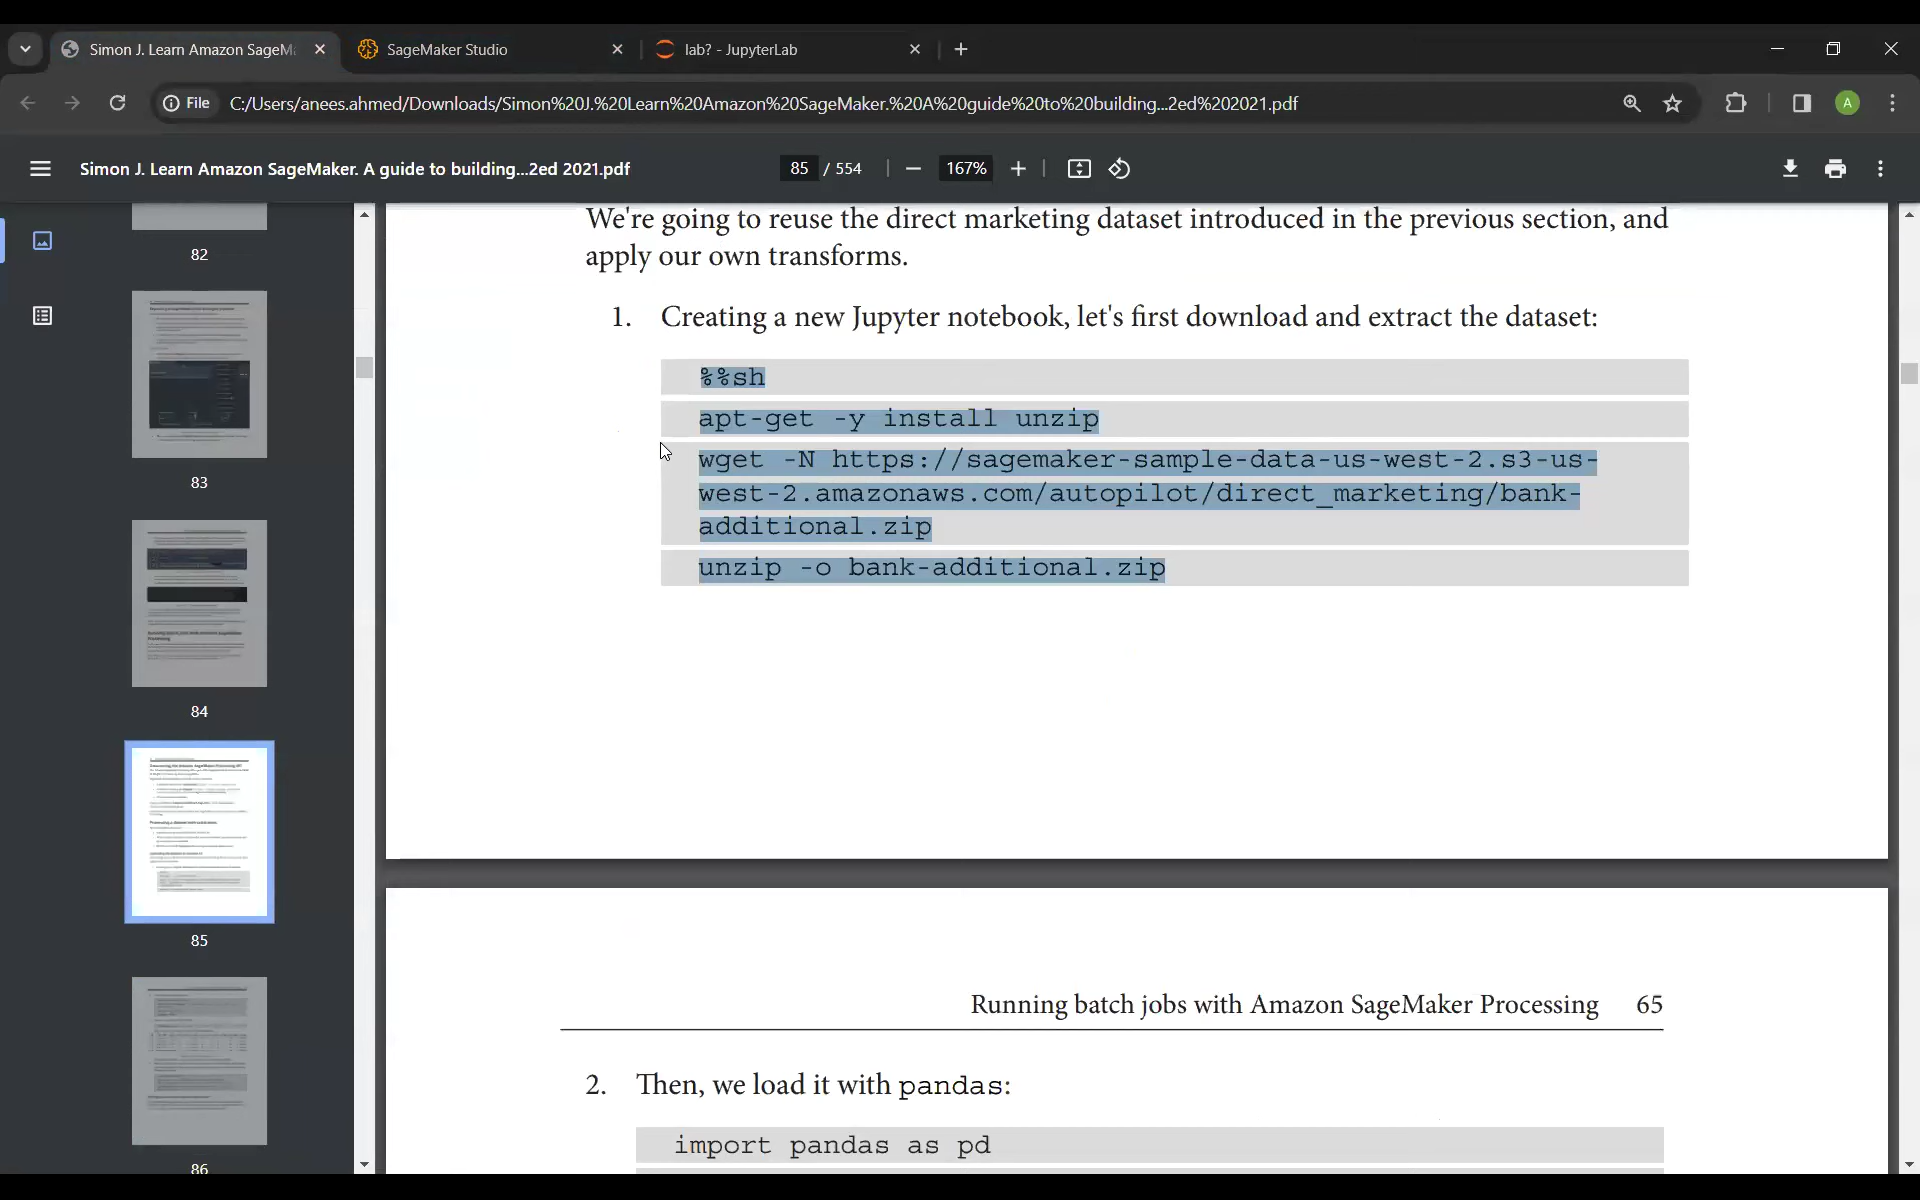 Simon J. Learn Amazon SageMa
SageMaker Studio
lab? - JupyterLab
File
C:/Users/anees.ahmed/Downloads/Simon%20J.%20Learn%20Amazon%20SageMaker.%20A%20guide%20to%20building...2ed%202021.pdf
A
Simon J. Learn Amazon SageMaker. A guide to building...2ed 2021.pdf
85 / 554
167%
82
83
84
85
86
We're going to reuse the direct marketing dataset introduced in the previous section, and
apply our own transforms.
1. Creating a new Jupyter notebook, let's first download and extract the dataset:
%%sh
apt-get -y install unzip
wget -N https://sagemaker-sample-data-us-west-2.s3-us-
west-2.amazonaws.com/autopilot/direct_marketing/bank-
additional.zip
unzip -o bank-additional.zip
Running batch jobs with Amazon SageMaker Processing 65
2. Then, we load it with pandas:
import pandas as pd